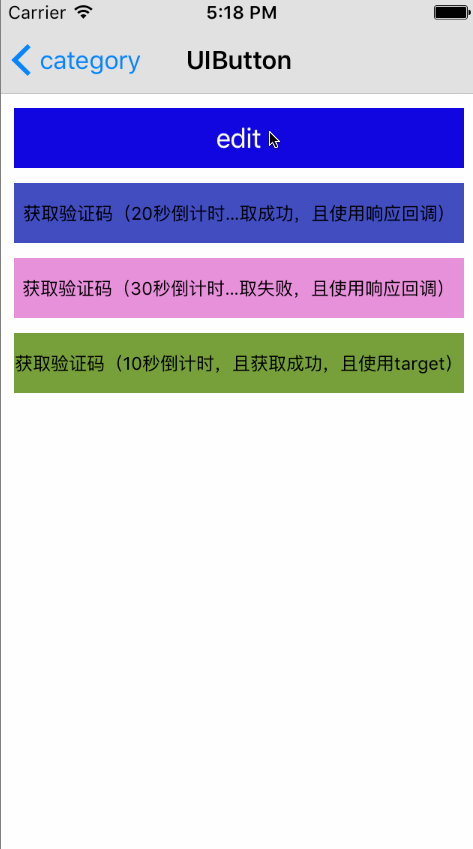 Carrier 5:18 PM
category UIButton
edit
获取验证码（20秒倒计时...取成功，且使用响应回调）
获取验证码（30秒倒计时...取失败，且使用响应回调）
获取验证码（10秒倒计时，且获取成功，且使用target）